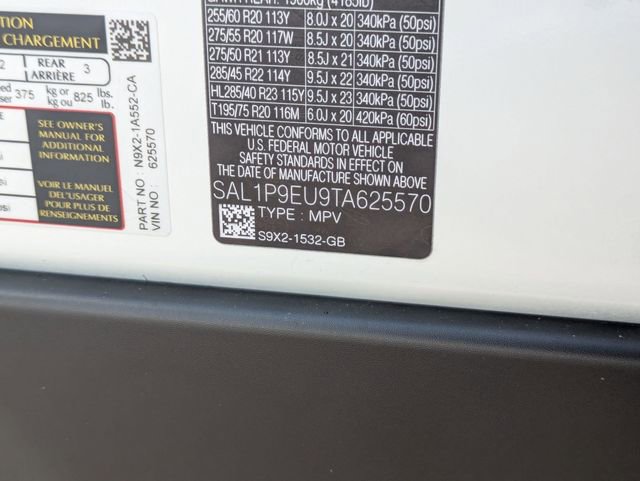 TION
CHARGEMENT
2 REAR ARRIÈRE 3
375 kg or kg ou 825 lbs. lb.
SEE OWNER'S
MANUAL FOR
ADDITIONAL
INFORMATION
VOIR LE MANUEL
DEL'USAGER
POUR PLUS DE
RENSEIGNEMENTS
PART NO : N9X2-1A552-CA
VIN NO : 625570
255/60 R20 113Y 8.0J x 20 340kPa (50psi)
275/55 R20 117W 8.5J x 20 340kPa (50psi)
275/50 R21 113Y 8.5J x 21 340kPa (50psi)
285/45 R22 114Y 9.5J x 22 340kPa (50psi)
HL285/40 R23 115Y 9.5J x 23 340kPa (50psi)
T195/75 R20 116M 6.0J x 20 420kPa (60psi)
THIS VEHICLE CONFORMS TO ALL APPLICABLE
U.S. FEDERAL MOTOR VEHICLE
SAFETY STANDARDS IN EFFECT ON
THE DATE OF MANUFACTURE SHOWN ABOVE
SAL1P9EU9TA625570
TYPE : MPV
S9X2-1532-GB